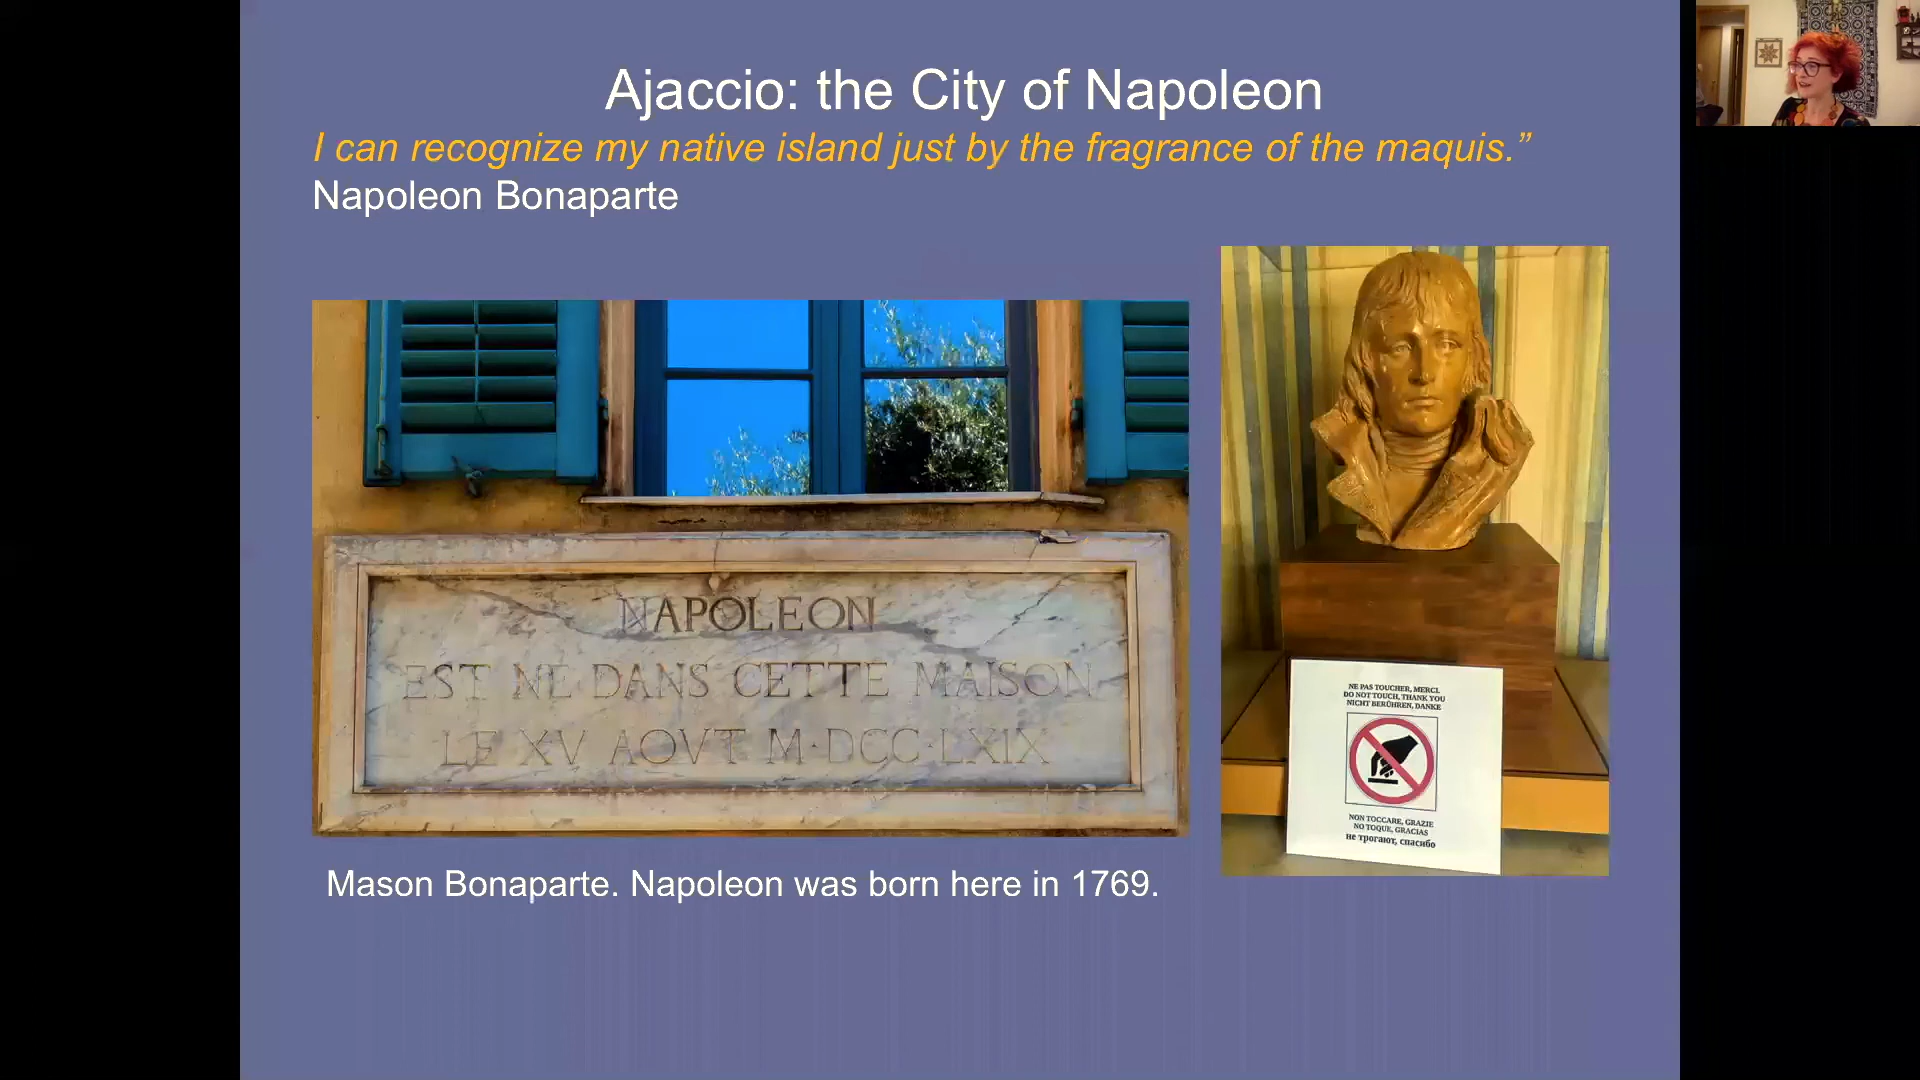 Ajaccio: the City of Napoleon
I can recognize my native island just by the fragrance of the maquis.”
Napoleon Bonaparte
NAPOLEON
EST NE DANS CETTE MAISON
LE XV AOVT M·DCC·LXIX
Mason Bonaparte. Napoleon was born here in 1769.
NE PAS TOUCHER, MERCI.
DO NOT TOUCH, THANK YOU
NICHT BERÜHREN, DANKE
NON TOCCARE, GRAZIE
NO TOQUE, GRACIAS
не трогают, спасибо